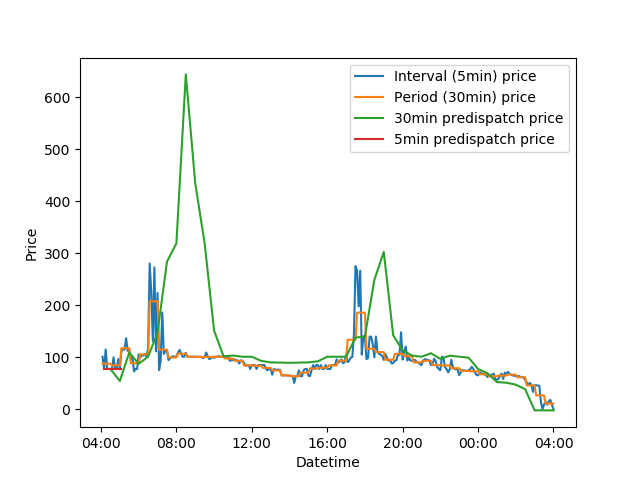 Interval (5min) price
Period (30min) price
30min predispatch price
5min predispatch price
Price
600
500
400
300
200
100
0
04:00 08:00 12:00 16:00 20:00 00:00 04:00
Datetime